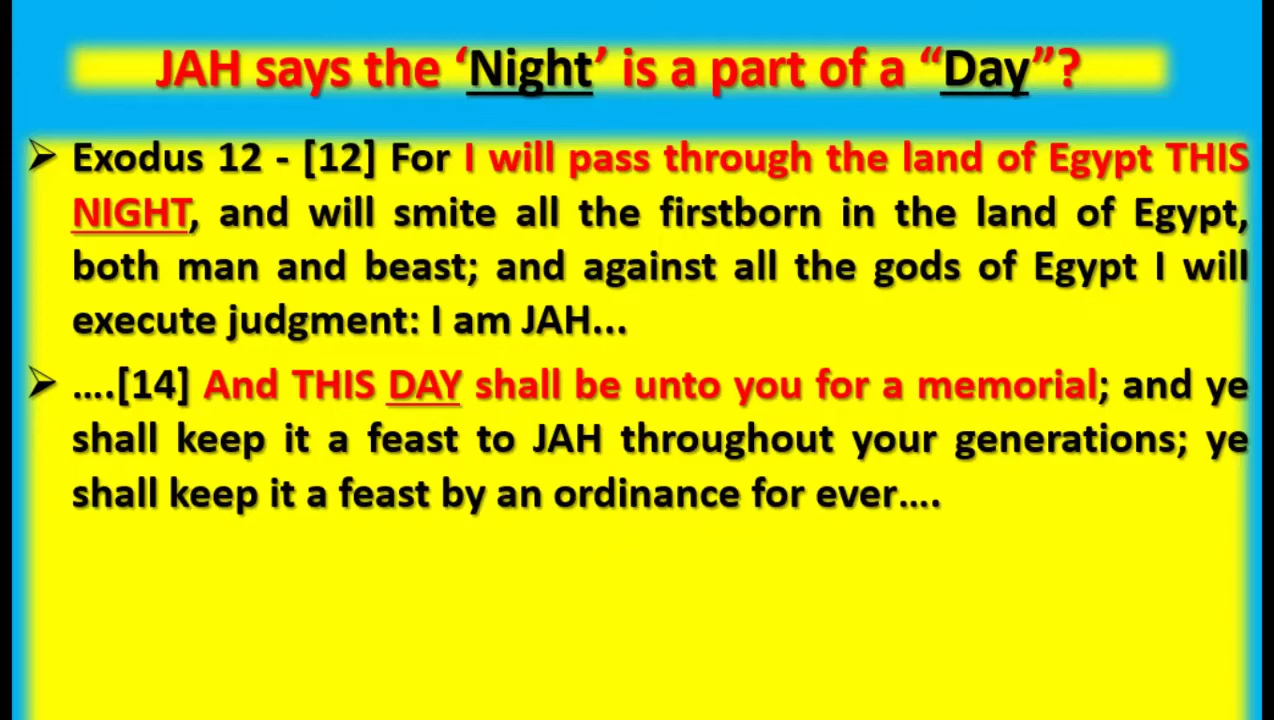 JAH says the ‘Night’ is a part of a “Day”?
➢ Exodus 12 - [12] For I will pass through the land of Egypt THIS
NIGHT, and will smite all the firstborn in the land of Egypt,
both man and beast; and against all the gods of Egypt I will
execute judgment: I am JAH...
➢ ….[14] And THIS DAY shall be unto you for a memorial; and ye
shall keep it a feast to JAH throughout your generations; ye
shall keep it a feast by an ordinance for ever….